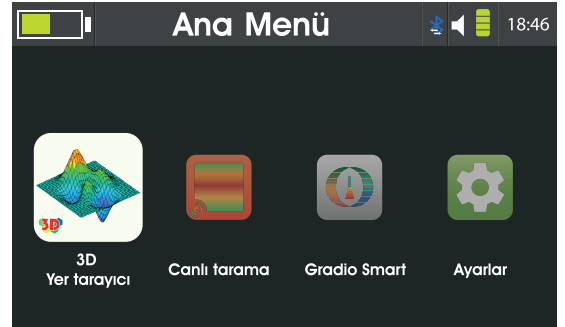 Ana Menü
18:46
3D
3D
Yer tarayıcı
Canlı tarama
Gradio Smart
Ayarlar